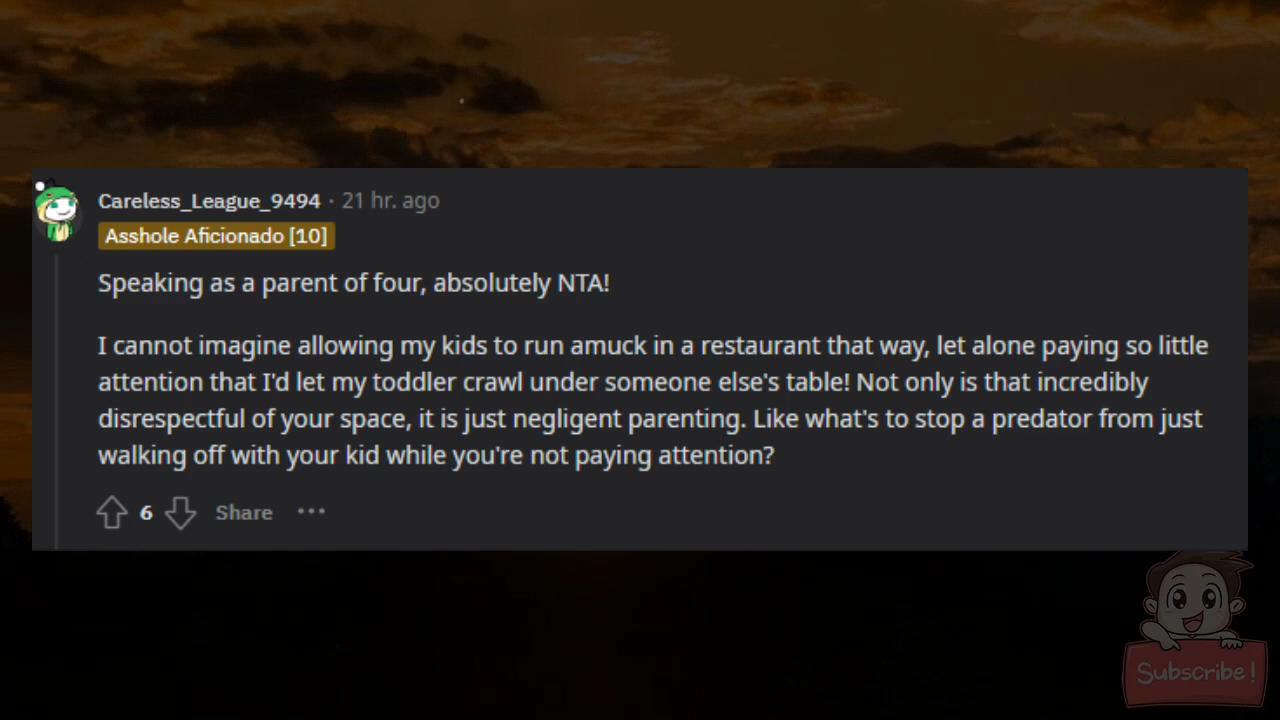 Careless_League_9494 · 21 hr. ago
Asshole Aficionado [10]
Speaking as a parent of four, absolutely NTA!
I cannot imagine allowing my kids to run amuck in a restaurant that way, let alone paying so little
attention that I'd let my toddler crawl under someone else's table! Not only is that incredibly
disrespectful of your space, it is just negligent parenting. Like what's to stop a predator from just
walking off with your kid while you're not paying attention?
6 Share ···
Subscribe!